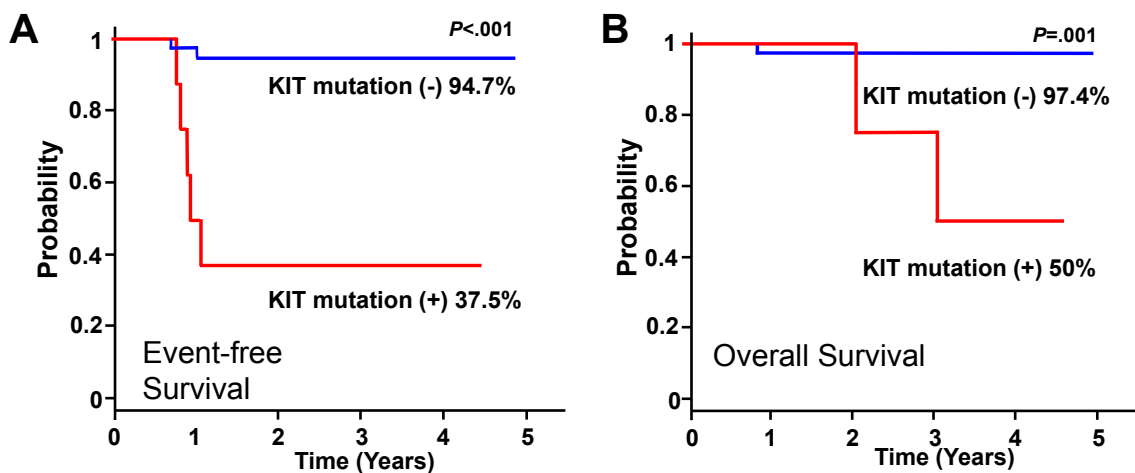 A
P<.001
1
KIT mutation (-) 94.7%
0.8
0.6
0.4
KIT mutation (+) 37.5%
0.2
Event-free
Survival
0
0 1 2 3 4 5
Time (Years)
Probability
B
P=.001
1
KIT mutation (-) 97.4%
0.8
0.6
0.4
KIT mutation (+) 50%
0.2
Overall Survival
0
0 1 2 3 4 5
Time (Years)
Probability